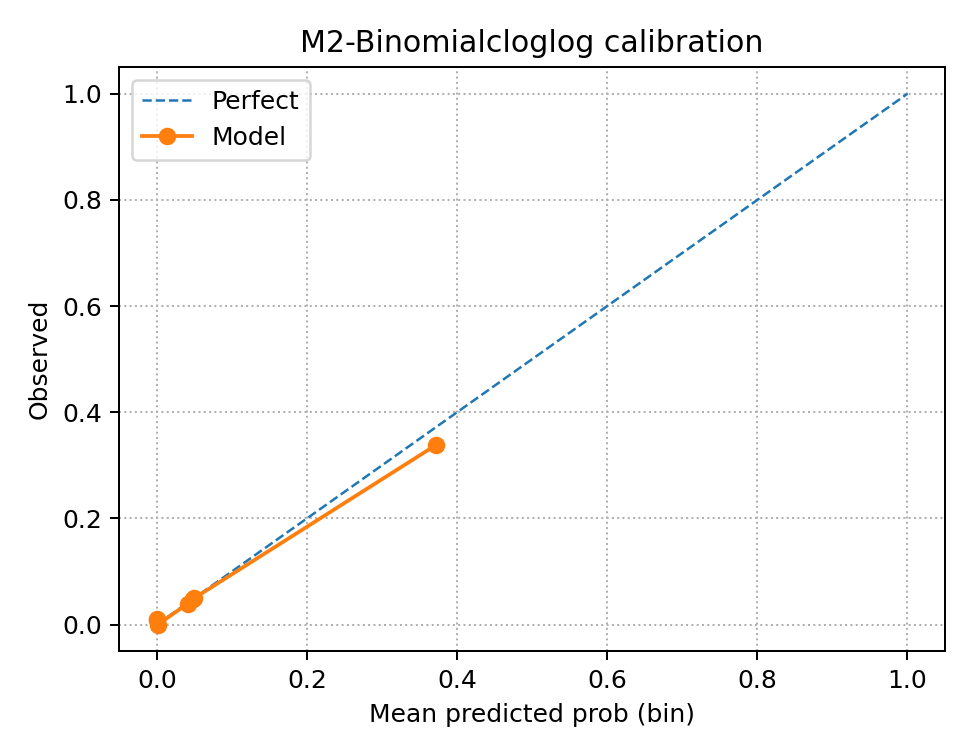 M2-Binomialcloglog calibration
Perfect
Model
1.0
0.8
0.6
0.4
0.2
0.0
Observed
0.0 0.2 0.4 0.6 0.8 1.0
Mean predicted prob (bin)